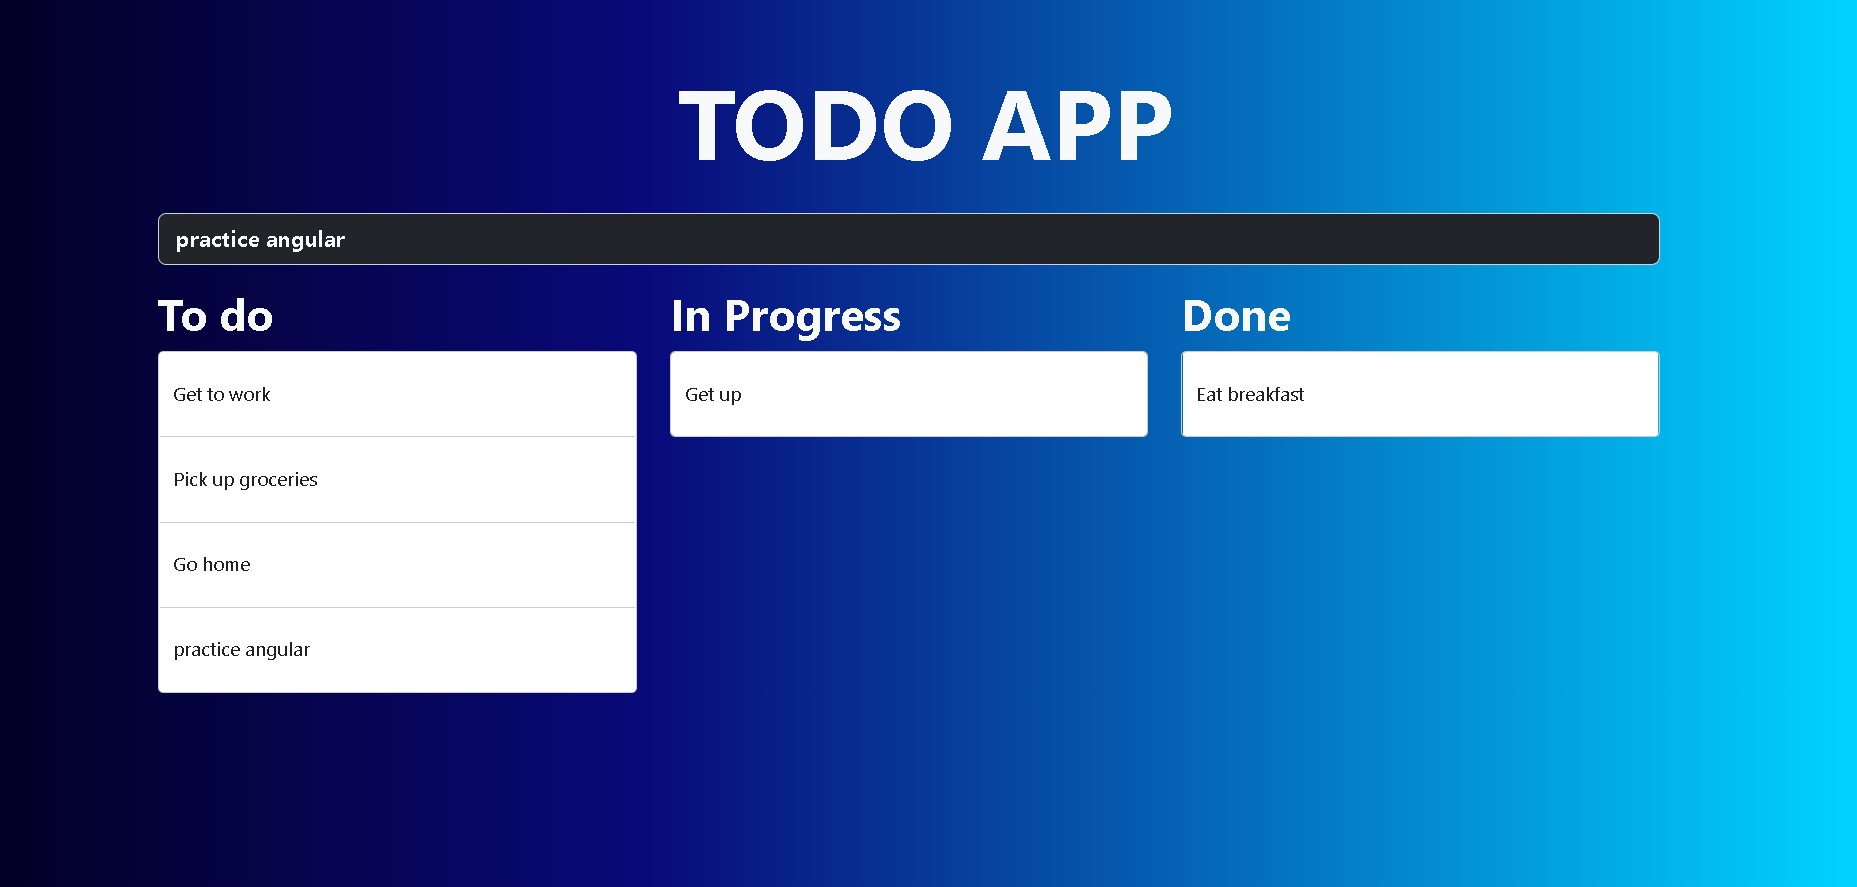 TODO APP
practice angular
To do
Get to work
Pick up groceries
Go home
practice angular
In Progress
Get up
Done
Eat breakfast